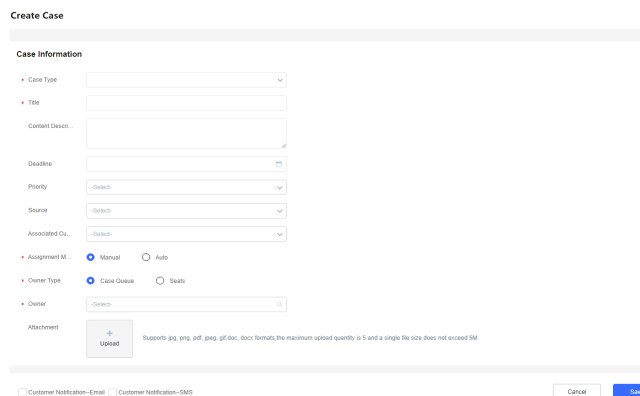 Create Case
Case Information
* Case Type
* Title
Content Descri...
Deadline
Priority -Select-
Source -Select-
Associated Cu... -Select-
* Assignment M... Manual Auto
* Owner Type Case Queue Seats
* Owner -Select-
Attachment
+
Upload
Supports jpg, png, pdf, jpeg, gif,doc, docx formats,the maximum upload quantity is 5 and a single file size does not exceed 5M
Customer Notification--Email Customer Notification--SMS Cancel Sav